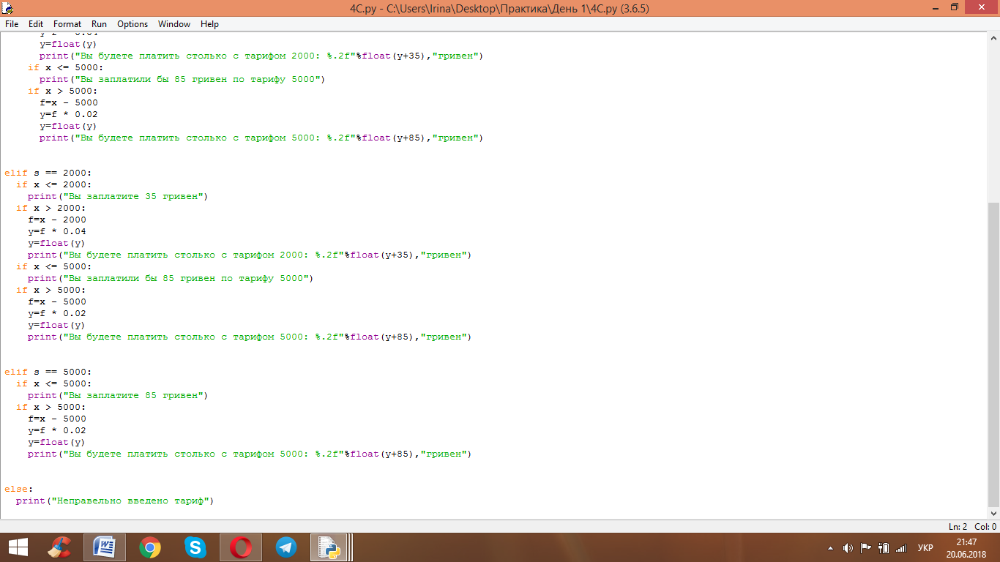 4C.py - C:\Users\Irina\Desktop\Практика\День 1\4C.py (3.6.5)
File Edit Format Run Options Window Help
y=float(y)
print("Вы будете платить столько с тарифом 2000: %.2f"%float(y+35),"гривен")
if x <= 5000:
print("Вы заплатили бы 85 гривен по тарифу 5000")
if x > 5000:
f=x - 5000
y=f * 0.02
y=float(y)
print("Вы будете платить столько с тарифом 5000: %.2f"%float(y+85),"гривен")
elif s == 2000:
if x <= 2000:
print("Вы заплатите 35 гривен")
if x > 2000:
f=x - 2000
y=f * 0.04
y=float(y)
print("Вы будете платить столько с тарифом 2000: %.2f"%float(y+35),"гривен")
if x <= 5000:
print("Вы заплатили бы 85 гривен по тарифу 5000")
if x > 5000:
f=x - 5000
y=f * 0.02
y=float(y)
print("Вы будете платить столько с тарифом 5000: %.2f"%float(y+85),"гривен")
elif s == 5000:
if x <= 5000:
print("Вы заплатите 85 гривен")
if x > 5000:
f=x - 5000
y=f * 0.02
y=float(y)
print("Вы будете платить столько с тарифом 5000: %.2f"%float(y+85),"гривен")
else:
print("Неправельно введено тариф")
Ln: 2 Col: 0
УКР
21:47
20.06.2018